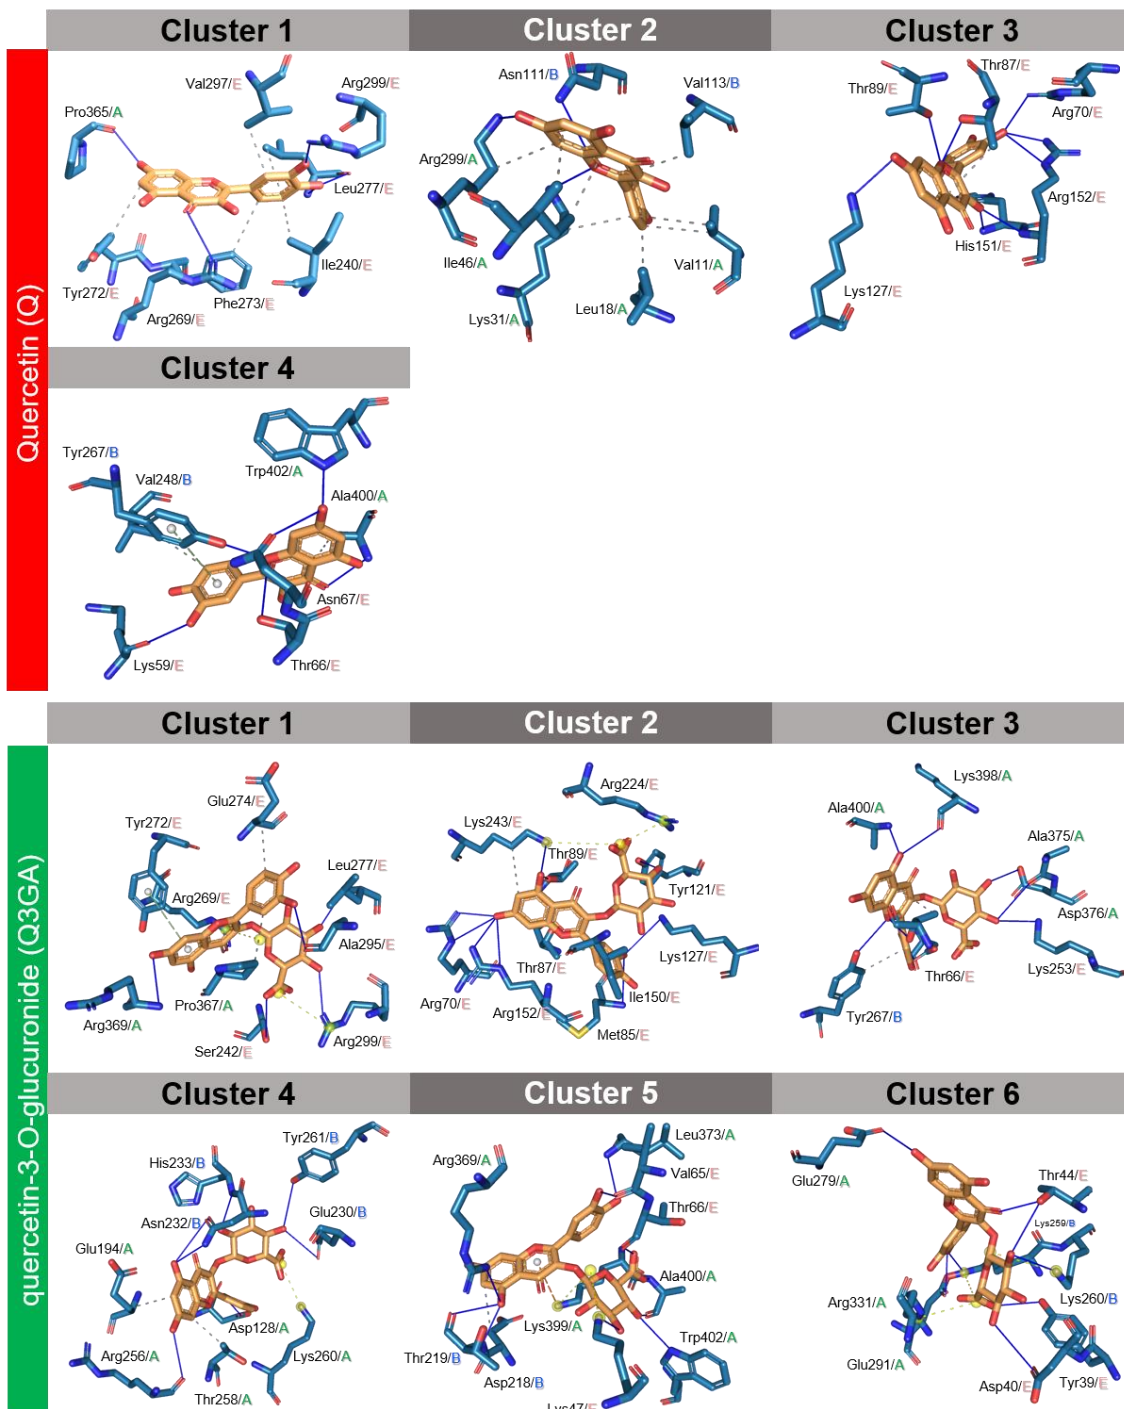 Cluster 1
Cluster 2
Cluster 3
Quercetin (Q)
Val297/E
Arg299/E
Pro365/A
Leu277/E
Ile240/E
Tyr272/E
Phe273/E
Arg269/E
Asn111/B
Val113/B
Arg299/A
Ile46/A
Val11/A
Lys31/A
Leu18/A
Thr87/E
Thr89/E
Arg70/E
Arg152/E
His151/E
Lys127/E
Cluster 4
Tyr267/B
Val248/B
Trp402/A
Ala400/A
Asn67/E
Lys59/E
Thr66/E
Cluster 1
Cluster 2
Cluster 3
quercetin-3-O-glucuronide (Q3GA)
Glu274/E
Tyr272/E
Leu277/E
Arg269/E
Ala295/E
Pro367/A
Arg369/A
Ser242/E
Arg299/E
Arg224/E
Lys243/E
Thr89/E
Tyr121/E
Thr87/E
Lys127/E
Arg70/E
Arg152/E
Ile150/E
Met85/E
Lys398/A
Ala400/A
Ala375/A
Asp376/A
Thr66/E
Lys253/E
Tyr267/B
Cluster 4
Cluster 5
Cluster 6
Tyr261/B
His233/B
Asn232/B
Glu230/B
Glu194/A
Asp128/A
Arg256/A
Lys260/A
Thr258/A
Leu373/A
Arg369/A
Val65/E
Thr66/E
Ala400/A
Lys399/A
Thr219/B
Trp402/A
Asp218/B
Lys47/E
Glu279/A
Thr44/E
Lys259/B
Arg331/A
Lys260/B
Glu291/A
Asp40/E
Tyr39/E